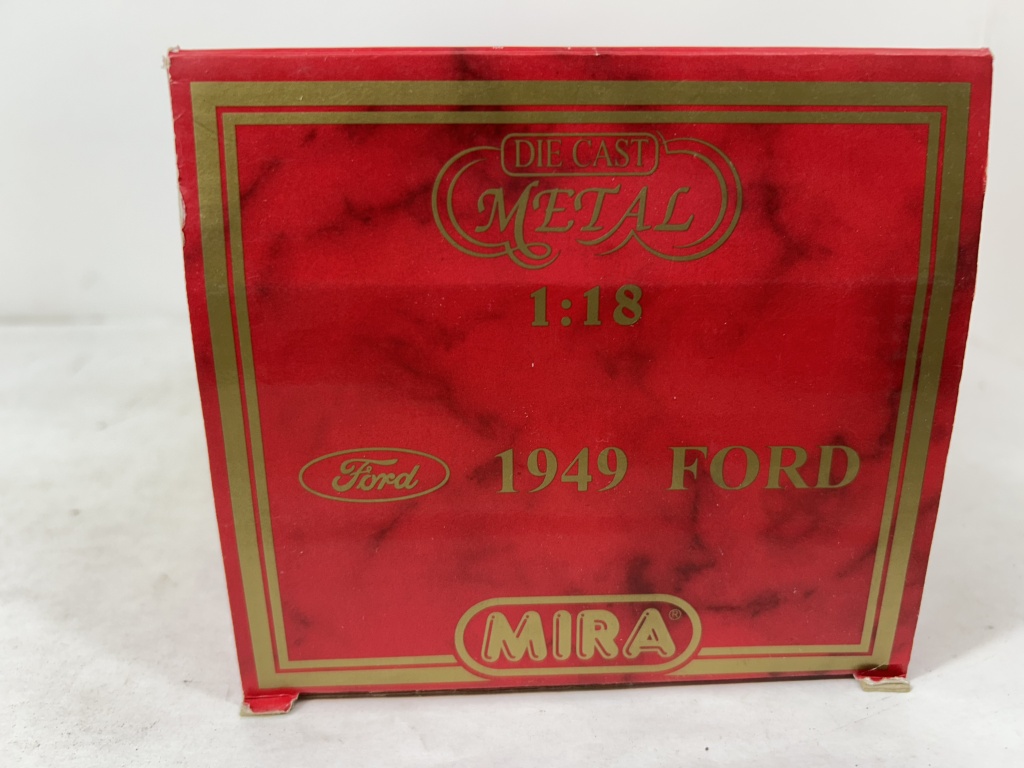 DIE CAST
METAL
1:18
Ford 1949 FORD
MIRA®